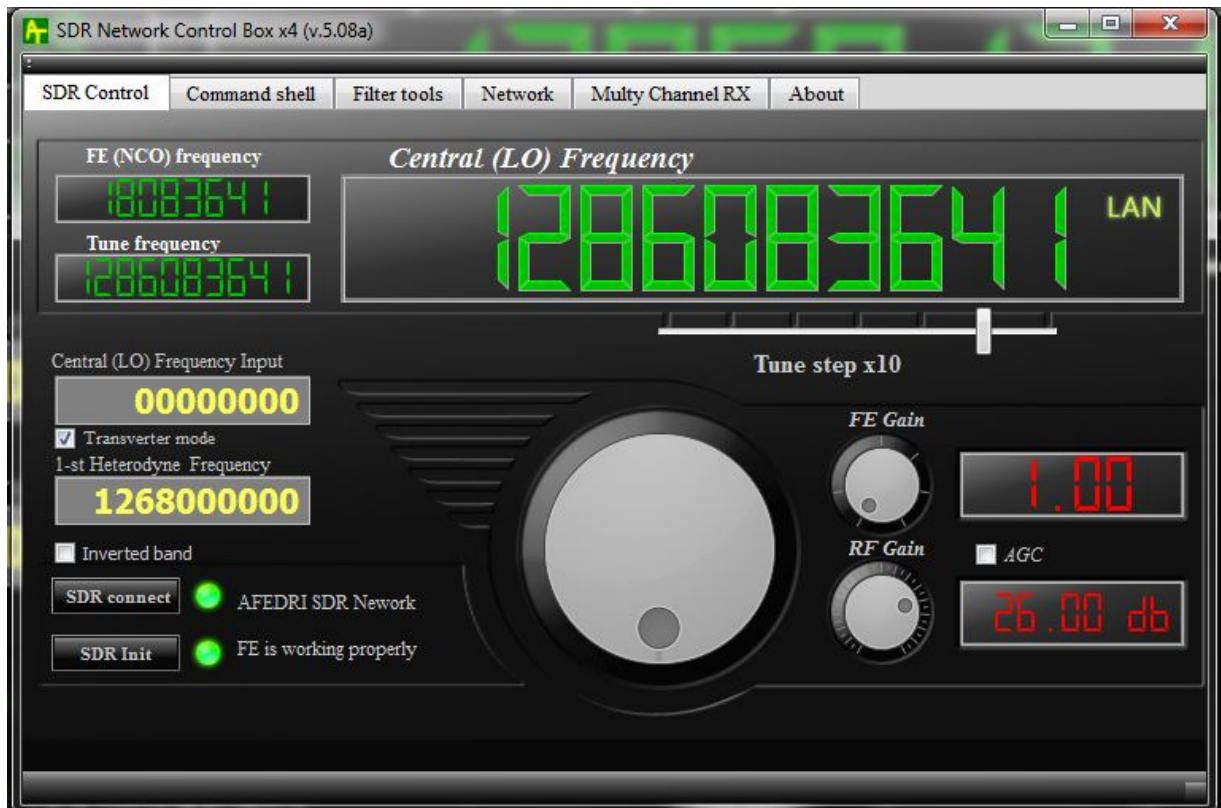 SDR Network Control Box x4 (v.5.08a)
SDR Control Command shell Filter tools Network Multy Channel RX About
FE (NCO) frequency
18083641
Tune frequency
1286083641
Central (LO) Frequency
1286083641 LAN
Tune step x10
Central (LO) Frequency Input
00000000
Transverter mode
1-st Heterodyne Frequency
1268000000
Inverted band
SDR connect AFEDRI SDR Nework
SDR Init FE is working properly
FE Gain
1.00
RF Gain
AGC
26.00 db